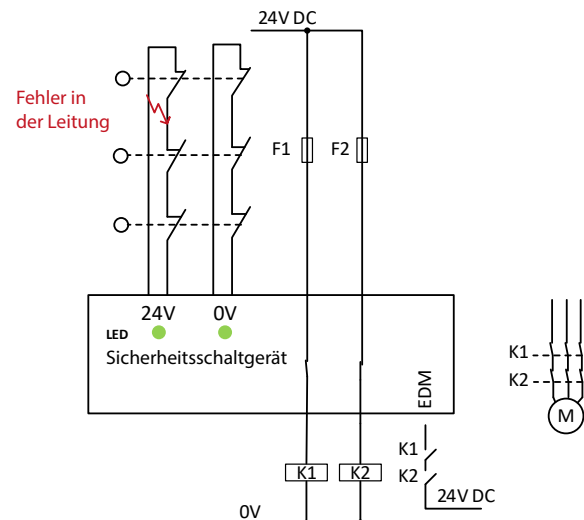 24V DC
Fehler in
der Leitung
F1
F2
24V
0V
LED
Sicherheitsschaltgerät
EDM
K1
K2
M
K1
K2
K1
K2
24V DC
0V